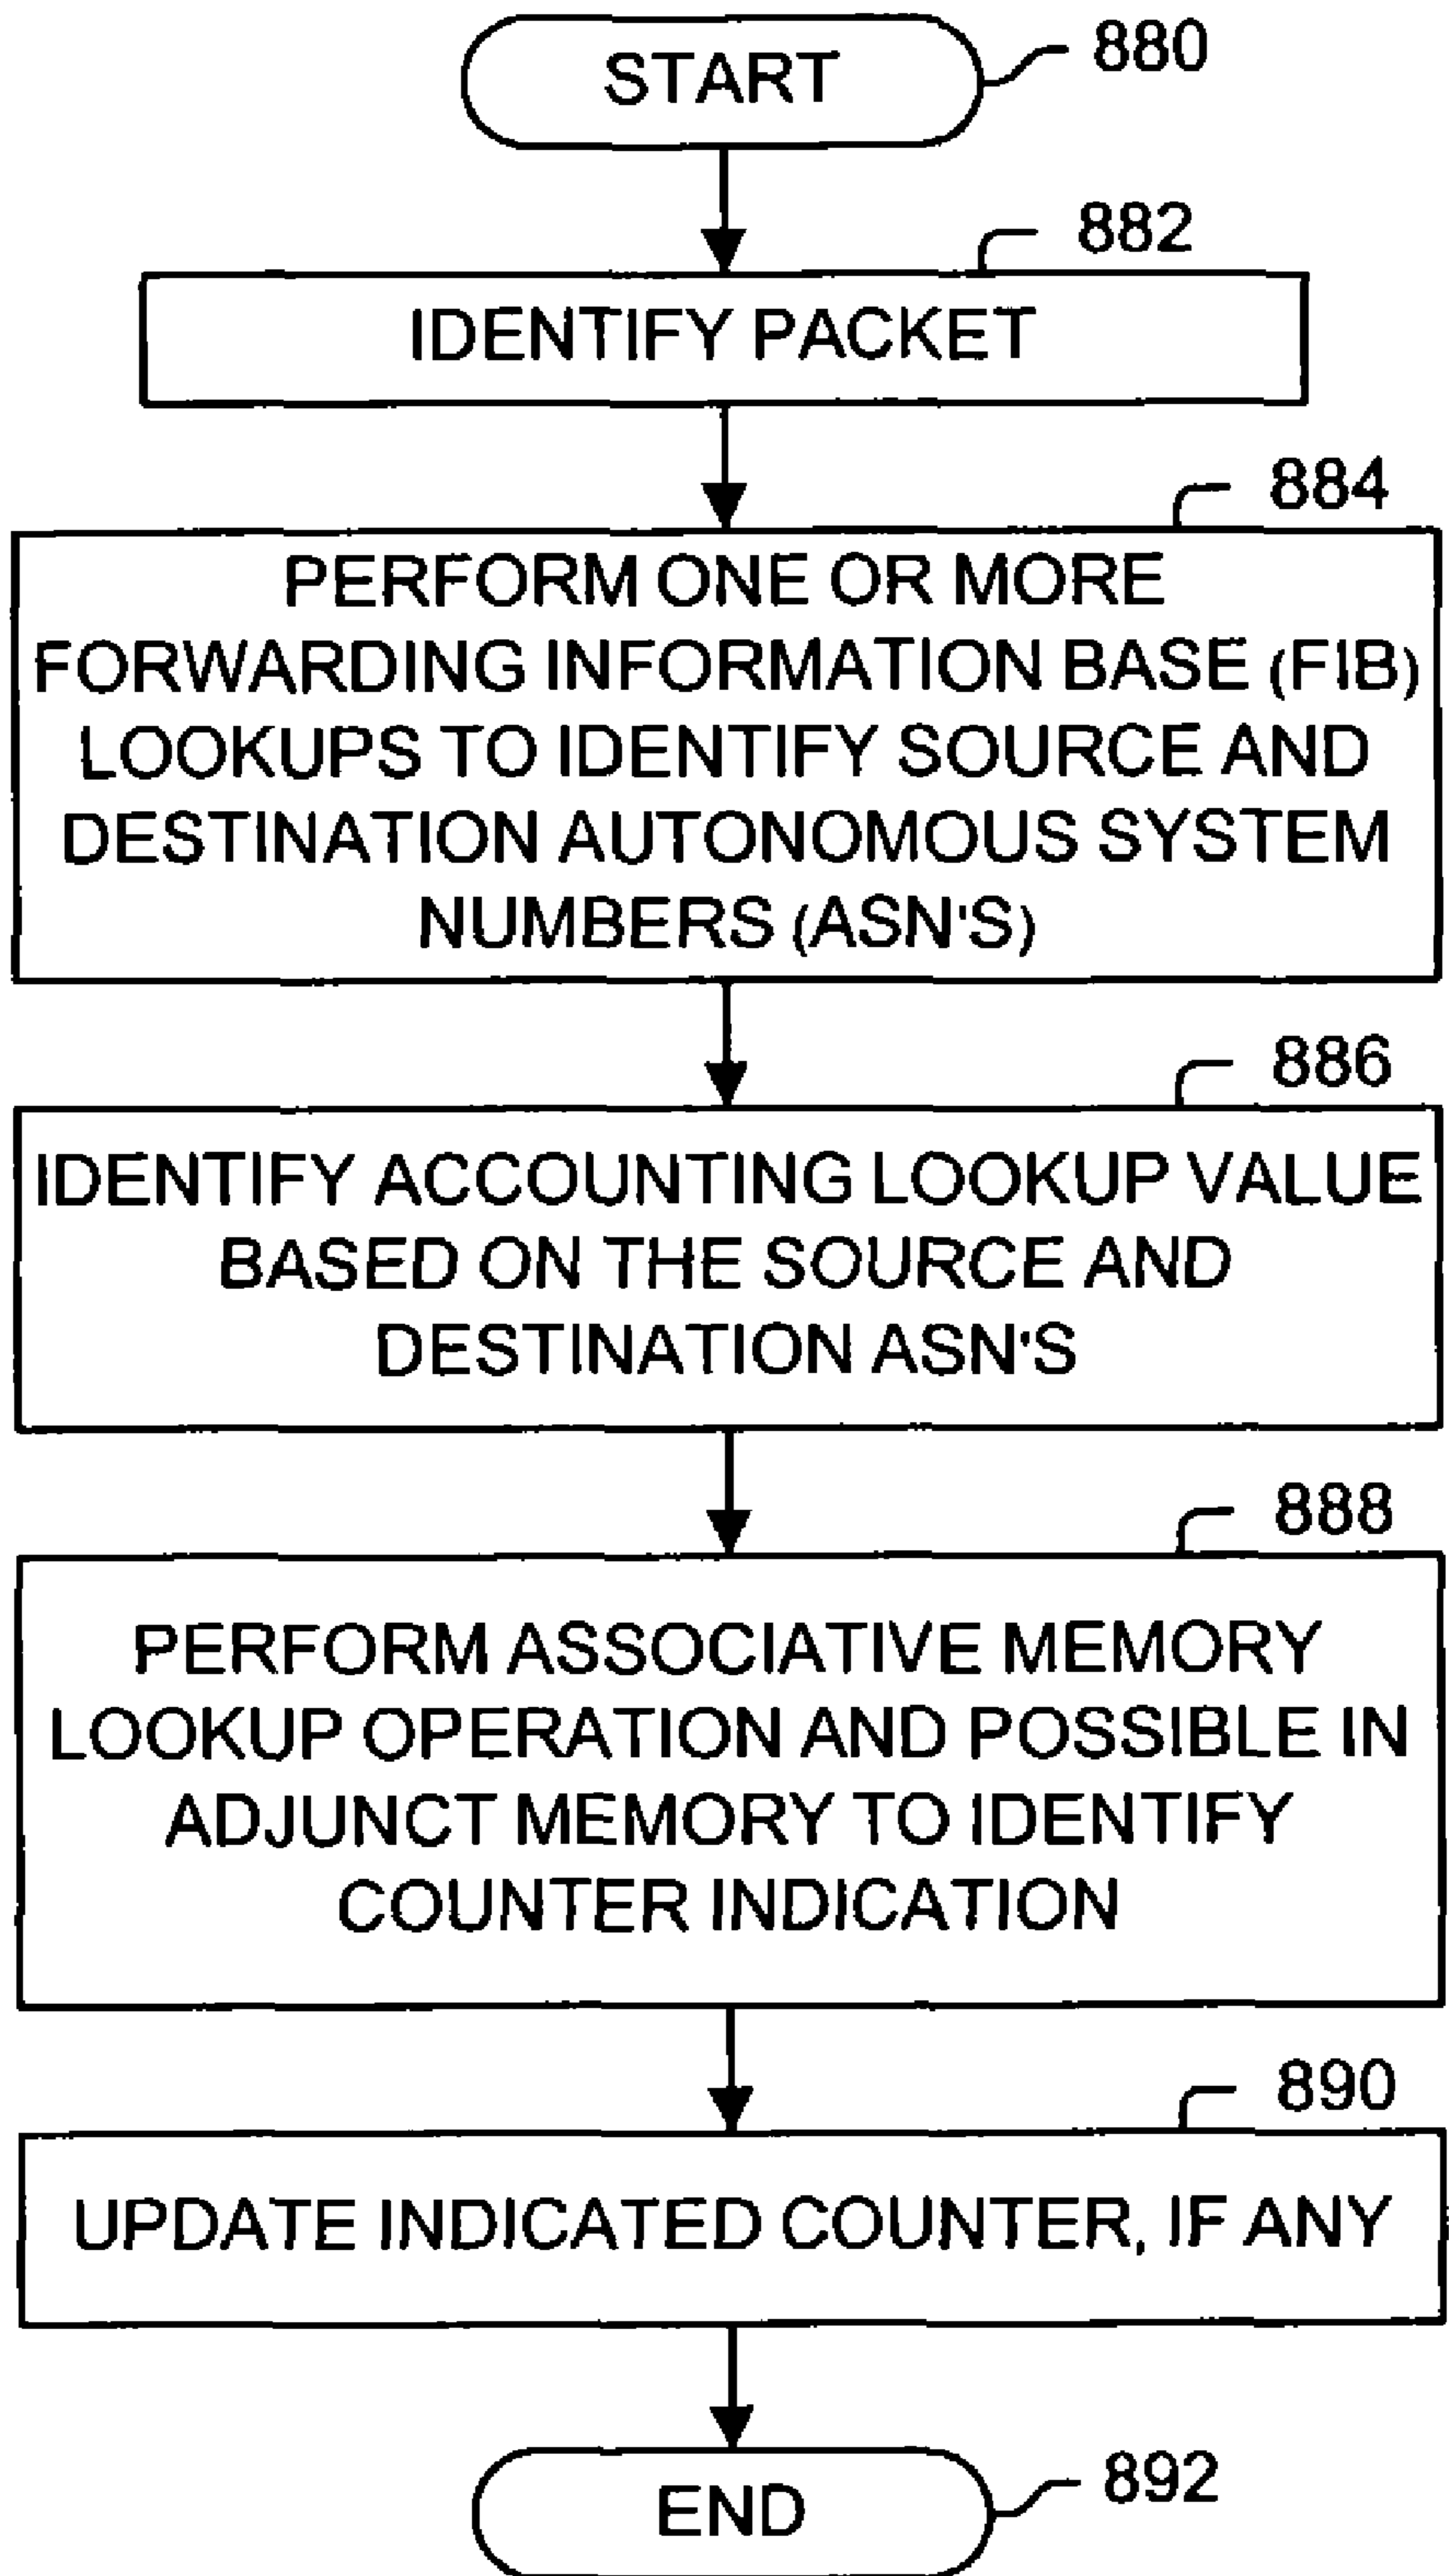 START
880
882
IDENTIFY PACKET
884
PERFORM ONE OR MORE
FORWARDING INFORMATION BASE (FIB)
LOOKUPS TO IDENTIFY SOURCE AND
DESTINATION AUTONOMOUS SYSTEM
NUMBERS (ASN'S)
886
IDENTIFY ACCOUNTING LOOKUP VALUE
BASED ON THE SOURCE AND
DESTINATION ASN'S
888
PERFORM ASSOCIATIVE MEMORY
LOOKUP OPERATION AND POSSIBLE IN
ADJUNCT MEMORY TO IDENTIFY
COUNTER INDICATION
890
UPDATE INDICATED COUNTER, IF ANY
END
892